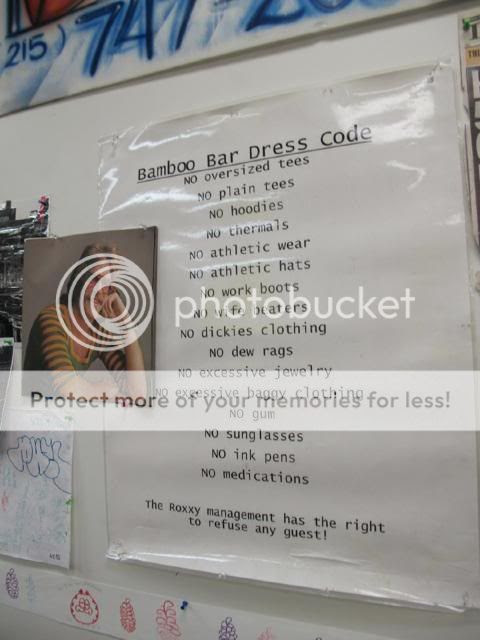 215) 747-20
Bamboo Bar Dress Code
NO oversized tees
NO plain tees
NO hoodies
NO thermals
NO athletic wear
NO athletic hats
NO work boots
NO wife beaters
NO dickies clothing
NO dew rags
NO excessive jewelry
NO excessive baggy clothing
NO gum
NO sunglasses
NO ink pens
NO medications
The Roxxy management has the right
to refuse any guest!
photobucket
Protect more of your memories for less!